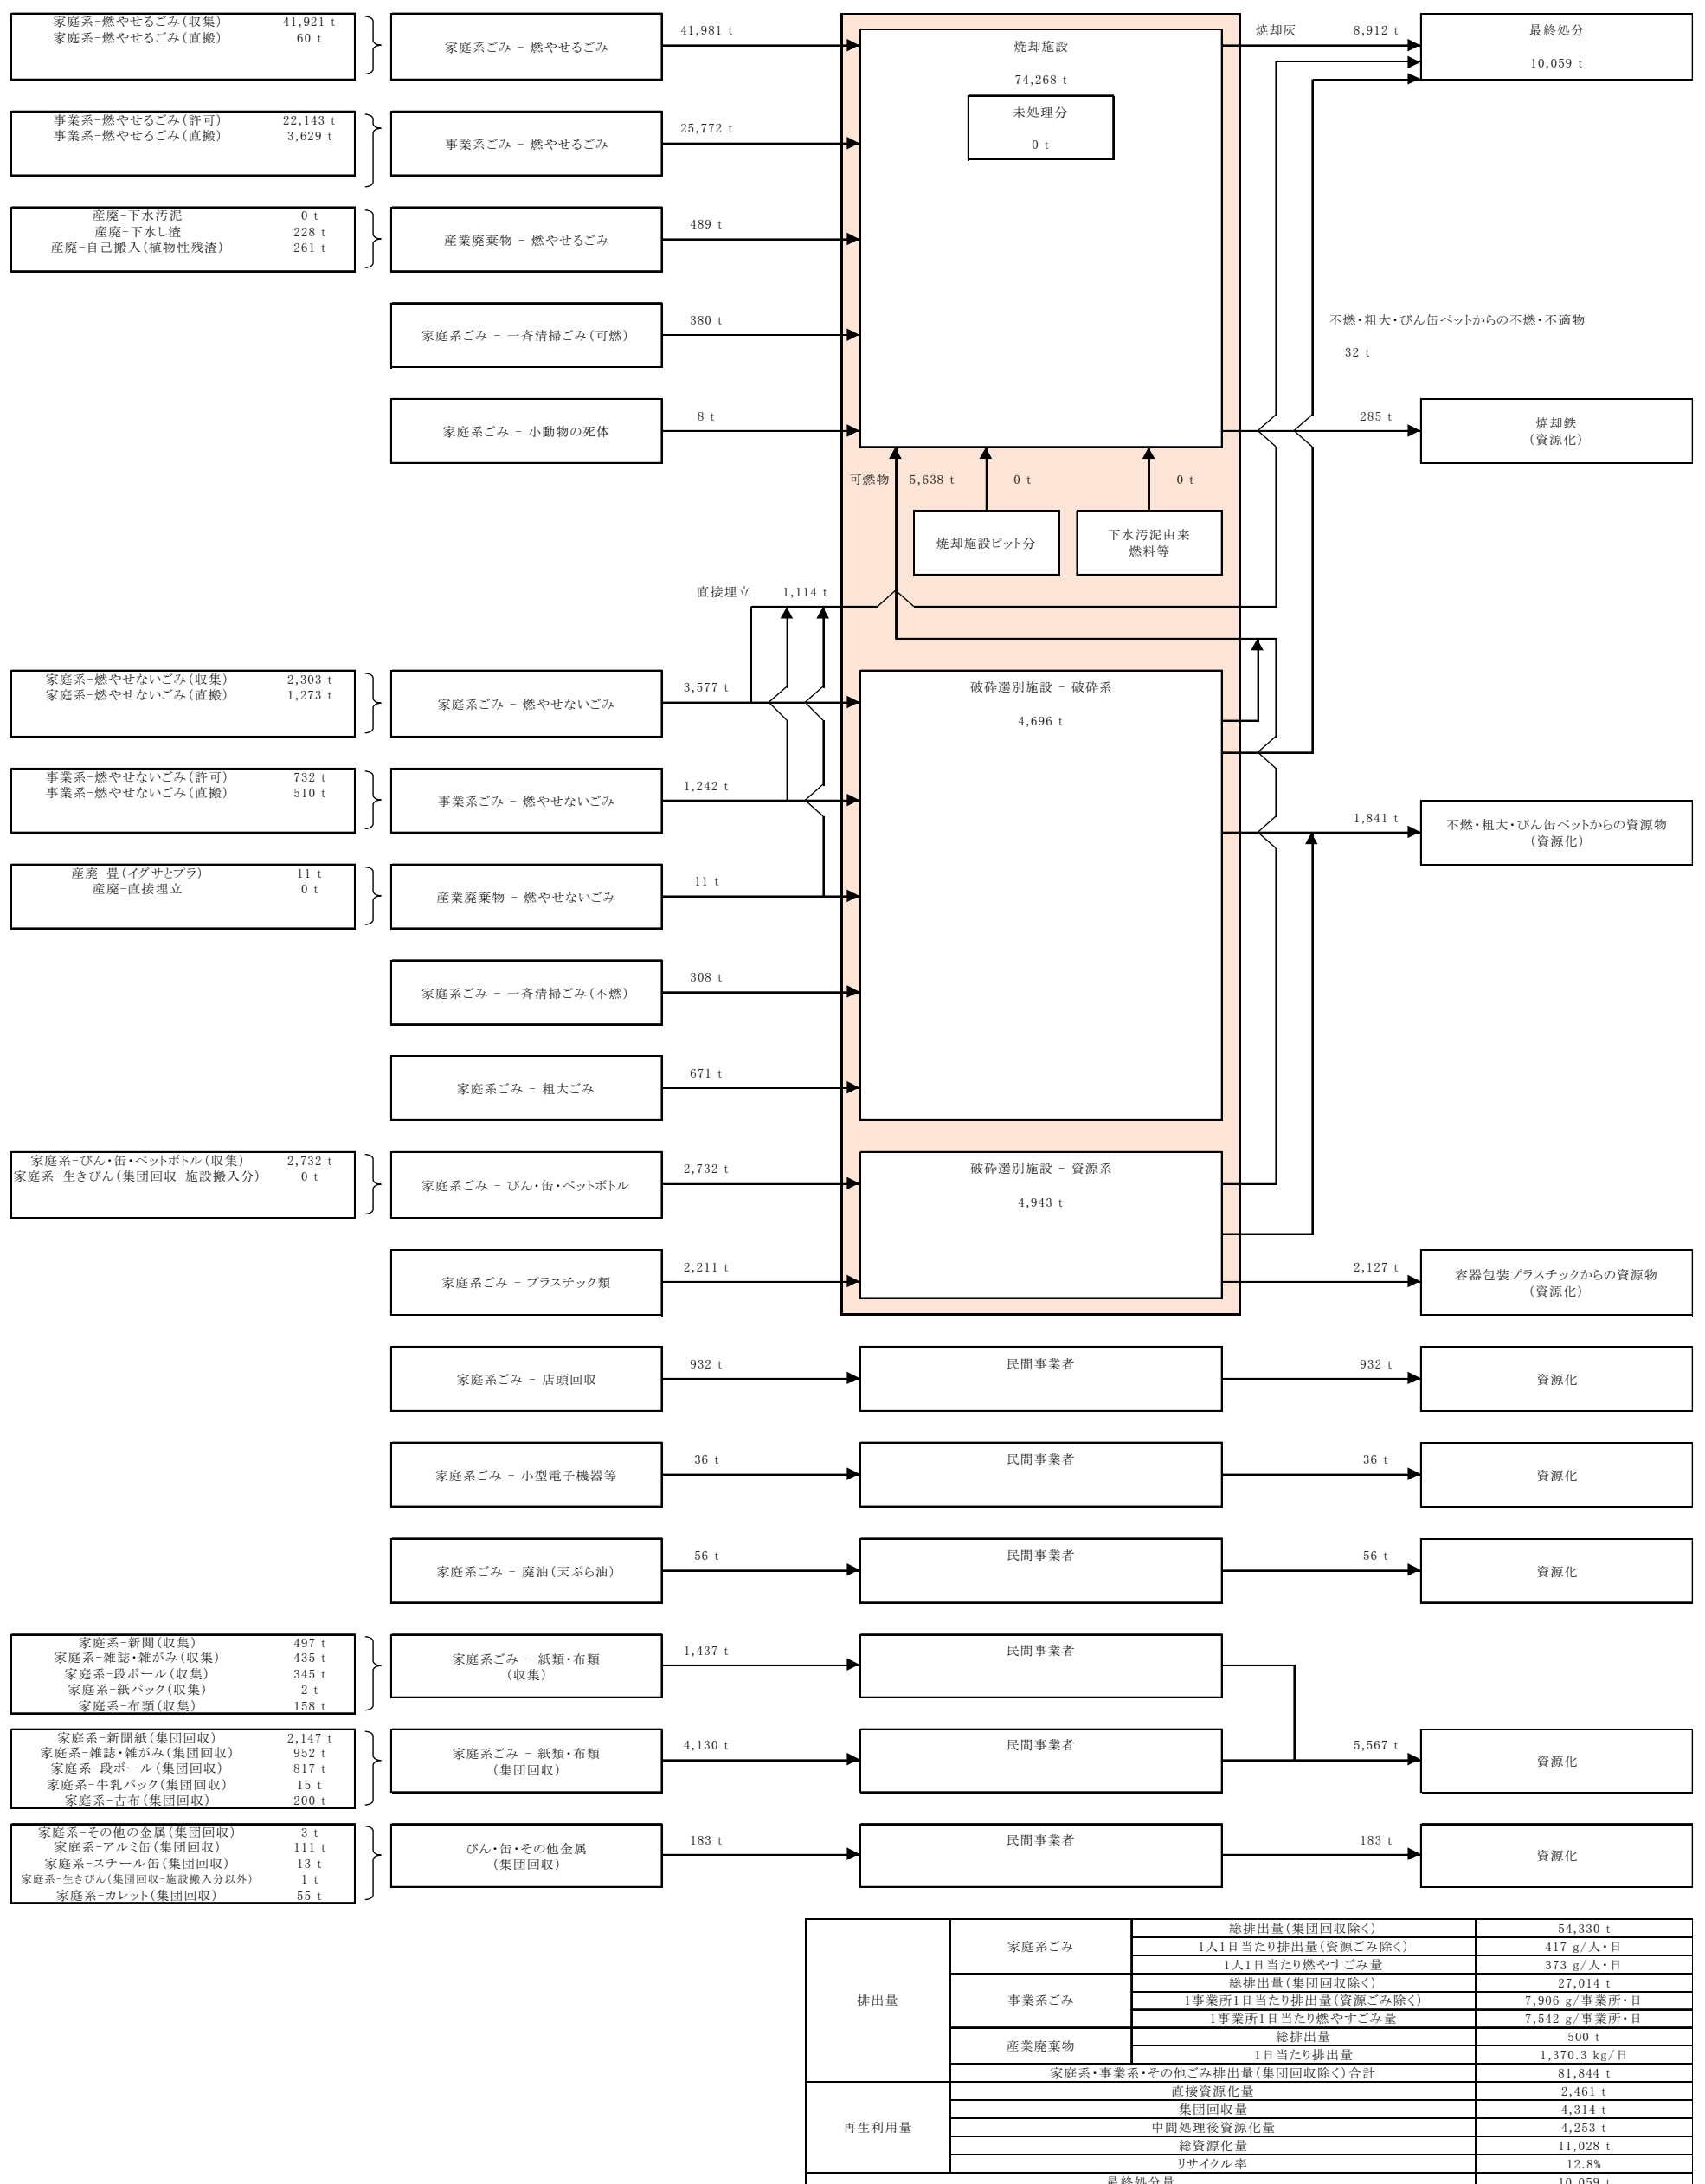 家庭系-燃やせるごみ(収集) 41,921 t
家庭系-燃やせるごみ(直搬) 60 t
家庭系ごみ － 燃やせるごみ
41,981 t
焼却施設
74,268 t
未処理分
0 t
焼却灰 8,912 t
最終処分
10,059 t
事業系-燃やせるごみ(許可) 22,143 t
事業系-燃やせるごみ(直搬) 3,629 t
事業系ごみ － 燃やせるごみ
25,772 t
産廃-下水汚泥 0 t
産廃-下水し渣 228 t
産廃-自己搬入(植物性残渣) 261 t
産業廃棄物 － 燃やせるごみ
489 t
家庭系ごみ － 一斉清掃ごみ(可燃)
380 t
不燃・粗大・びん缶ペットからの不燃・不適物
32 t
家庭系ごみ － 小動物の死体
8 t
285 t
焼却鉄
(資源化)
可燃物 5,638 t
0 t
0 t
焼却施設ピット分
下水汚泥由来
燃料等
直接埋立 1,114 t
家庭系-燃やせないごみ(収集) 2,303 t
家庭系-燃やせないごみ(直搬) 1,273 t
家庭系ごみ － 燃やせないごみ
3,577 t
破砕選別施設 － 破砕系
4,696 t
事業系-燃やせないごみ(許可) 732 t
事業系-燃やせないごみ(直搬) 510 t
事業系ごみ － 燃やせないごみ
1,242 t
1,841 t
不燃・粗大・びん缶ペットからの資源物
(資源化)
産廃-畳(イグサとプラ) 11 t
産廃-直接埋立 0 t
産業廃棄物 － 燃やせないごみ
11 t
家庭系ごみ － 一斉清掃ごみ(不燃)
308 t
家庭系ごみ － 粗大ごみ
671 t
家庭系-びん・缶・ペットボトル(収集) 2,732 t
家庭系-生きびん(集団回収-施設搬入分) 0 t
家庭系ごみ － びん・缶・ペットボトル
2,732 t
破砕選別施設 － 資源系
4,943 t
家庭系ごみ － プラスチック類
2,211 t
2,127 t
容器包装プラスチックからの資源物
(資源化)
家庭系ごみ － 店頭回収
932 t
民間事業者
932 t
資源化
家庭系ごみ － 小型電子機器等
36 t
民間事業者
36 t
資源化
家庭系ごみ － 廃油(天ぷら油)
56 t
民間事業者
56 t
資源化
家庭系-新聞(収集) 497 t
家庭系-雑誌・雑がみ(収集) 435 t
家庭系-段ボール(収集) 345 t
家庭系-紙パック(収集) 2 t
家庭系-布類(収集) 158 t
家庭系ごみ － 紙類・布類
(収集)
1,437 t
民間事業者
家庭系-新聞紙(集団回収) 2,147 t
家庭系-雑誌・雑がみ(集団回収) 952 t
家庭系-段ボール(集団回収) 817 t
家庭系-牛乳パック(集団回収) 15 t
家庭系-古布(集団回収) 200 t
家庭系ごみ － 紙類・布類
(集団回収)
4,130 t
民間事業者
5,567 t
資源化
家庭系-その他の金属(集団回収) 3 t
家庭系-アルミ缶(集団回収) 111 t
家庭系-スチール缶(集団回収) 13 t
家庭系-生きびん(集団回収-施設搬入分以外) 1 t
家庭系-カレット(集団回収) 55 t
びん・缶・その他金属
(集団回収)
183 t
民間事業者
183 t
資源化
排出量
家庭系ごみ
総排出量(集団回収除く) 54,330 t
1人1日当たり排出量(資源ごみ除く) 417 g/人・日
1人1日当たり燃やすごみ量 373 g/人・日
事業系ごみ
総排出量(集団回収除く) 27,014 t
1事業所1日当たり排出量(資源ごみ除く) 7,906 g/事業所・日
1事業所1日当たり燃やすごみ量 7,542 g/事業所・日
産業廃棄物
総排出量 500 t
1日当たり排出量 1,370.3 kg/日
家庭系・事業系・その他ごみ排出量(集団回収除く)合計 81,844 t
再生利用量
直接資源化量 2,461 t
集団回収量 4,314 t
中間処理後資源化量 4,253 t
総資源化量 11,028 t
リサイクル率 12.8%
最終処分量 10,059 t